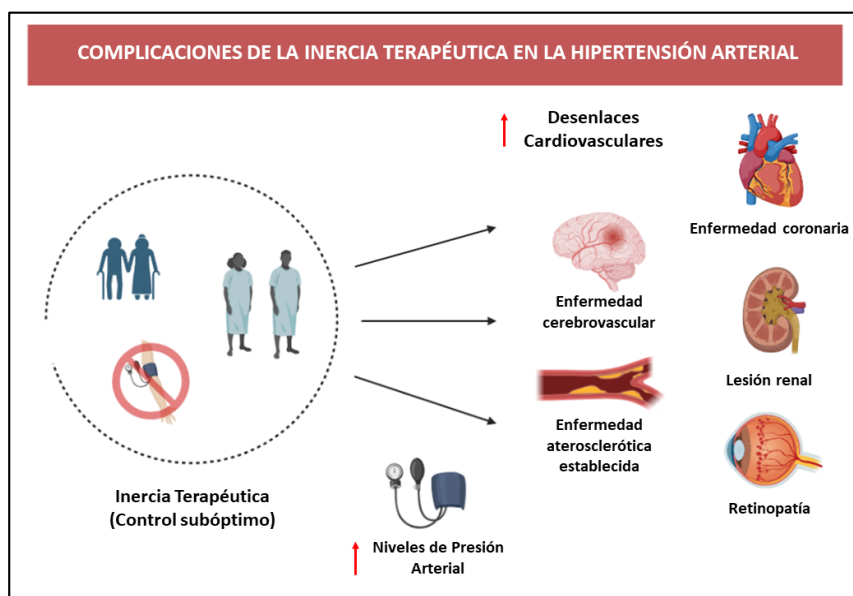 COMPLICACIONES DE LA INERCIA TERAPÉUTICA EN LA HIPERTENSIÓN ARTERIAL
Desenlaces
Cardiovasculares
Enfermedad coronaria
Enfermedad
cerebrovascular
Lesión renal
Enfermedad
aterosclerótica
establecida
Retinopatía
Inercia Terapéutica
(Control subóptimo)
Niveles de Presión
Arterial